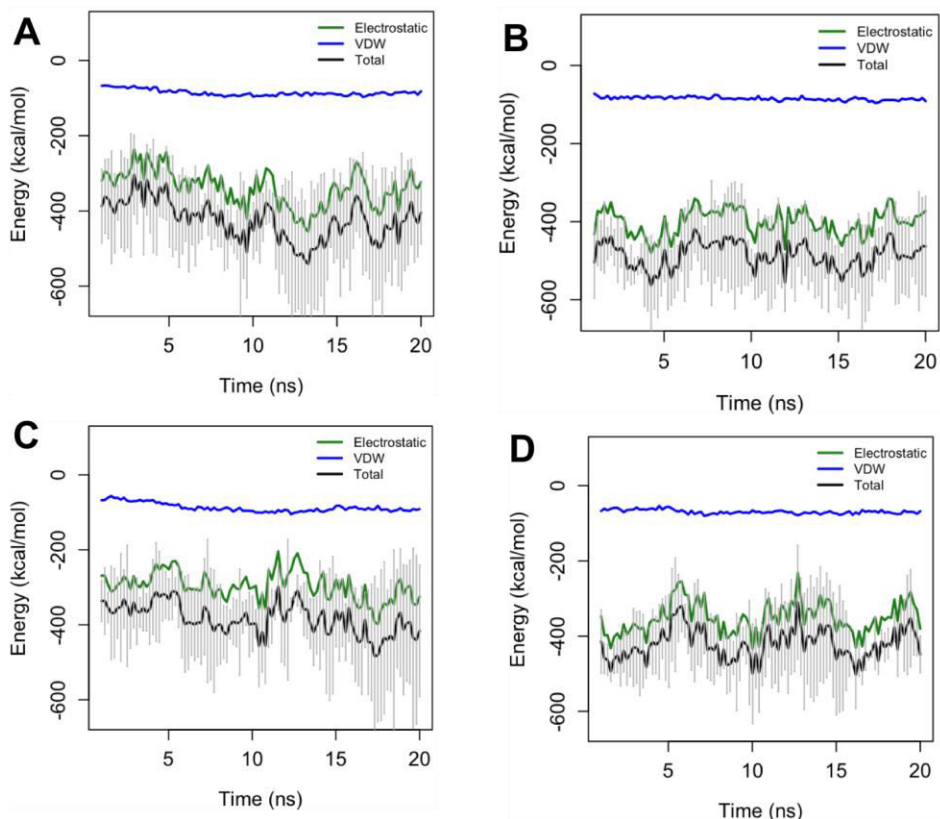 A
Electrostatic
VDW
Total
Energy (kcal/mol)
0
-200
-400
-600
5
10
15
20
Time (ns)
B
Electrostatic
VDW
Total
Energy (kcal/mol)
0
-200
-400
-600
5
10
15
20
Time (ns)
C
Electrostatic
VDW
Total
Energy (kcal/mol)
0
-200
-400
-600
5
10
15
20
Time (ns)
D
Electrostatic
VDW
Total
Energy (kcal/mol)
0
-200
-400
-600
5
10
15
20
Time (ns)